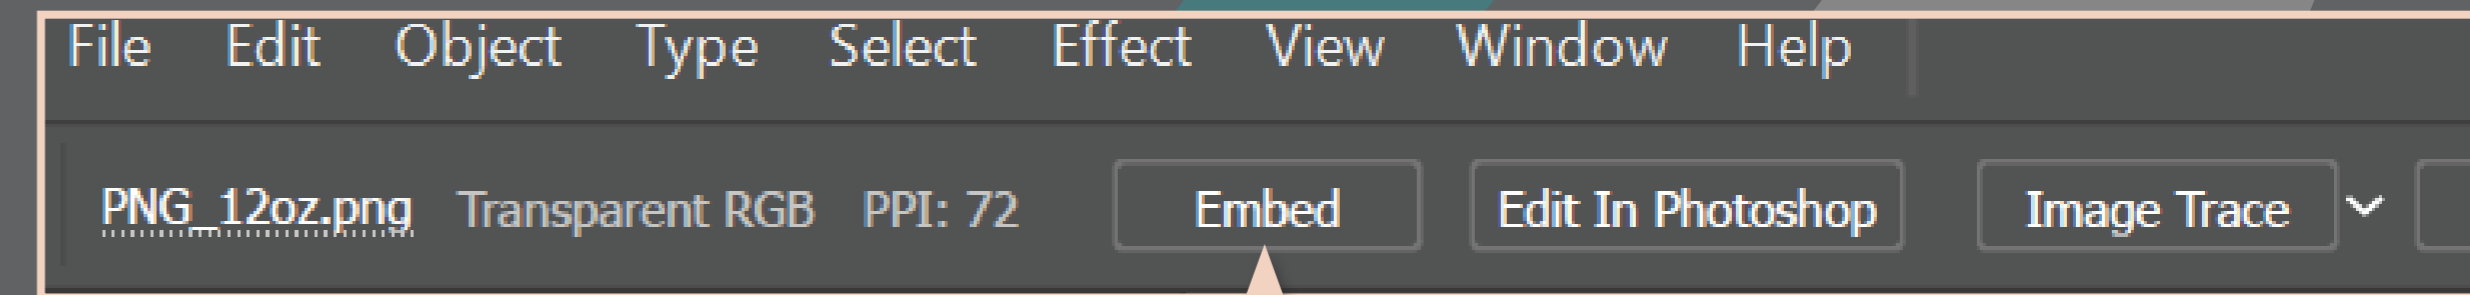 File Edit Object Type Select Effect View Window Help
PNG_12oz.png Transparent RGB PPI: 72 Embed Edit In Photoshop Image Trace